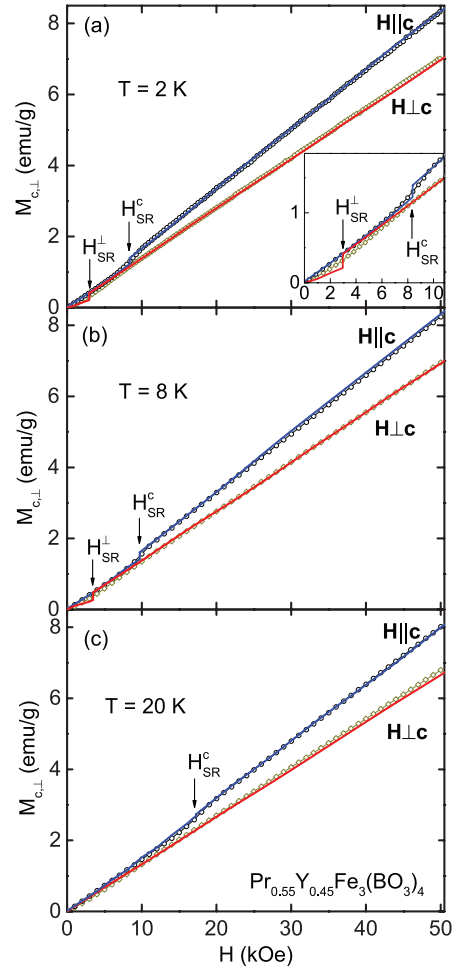 (a)
H||c
T = 2 K
H⊥c
M_c,⊥ (emu/g)
H_SR^⊥
H_SR^c
8
6
4
2
0
1
0
H_SR^⊥
H_SR^c
0 2 4 6 8 10
(b)
H||c
T = 8 K
H⊥c
M_c,⊥ (emu/g)
H_SR^⊥
H_SR^c
8
6
4
2
0
(c)
H||c
T = 20 K
H⊥c
M_c,⊥ (emu/g)
H_SR^c
8
6
4
2
0
Pr_0.55Y_0.45Fe_3(BO_3)_4
0 10 20 30 40 50
H (kOe)